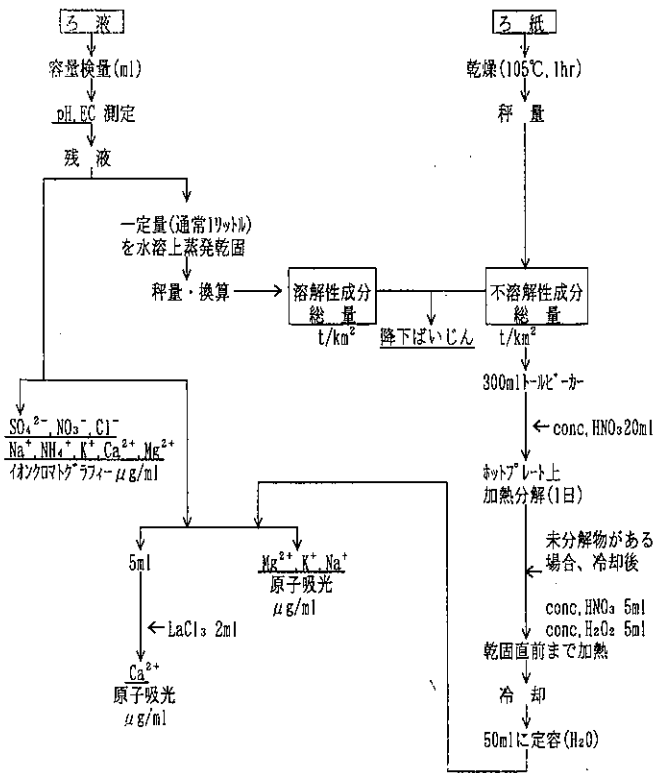 ろ 液
容量検量(ml)
pH,EC 測定
残 液
一定量(通常1リットル)
を水溶上蒸発乾固
秤量・換算
溶解性成分
総 量
t/km²
降下ばいじん
ろ 紙
乾燥(105℃,1hr)
秤 量
不溶解性成分
総 量
t/km²
300mlトールビーカー
conc,HNO₃20ml
ホットプレート上
加熱分解(1日)
未分解物がある
場合、冷却後
conc,HNO₃ 5ml
conc,H₂O₂ 5ml
乾固直前まで加熱
冷 却
50mlに定容(H₂O)
SO₄²⁻,NO₃⁻,Cl⁻
Na⁺,NH₄⁺,K⁺,Ca²⁺,Mg²⁺
イオンクロマトグラフィーμg/ml
5ml
LaCl₃ 2ml
Ca²⁺
原子吸光
μg/ml
Mg²⁺,K⁺,Na⁺
原子吸光
μg/ml